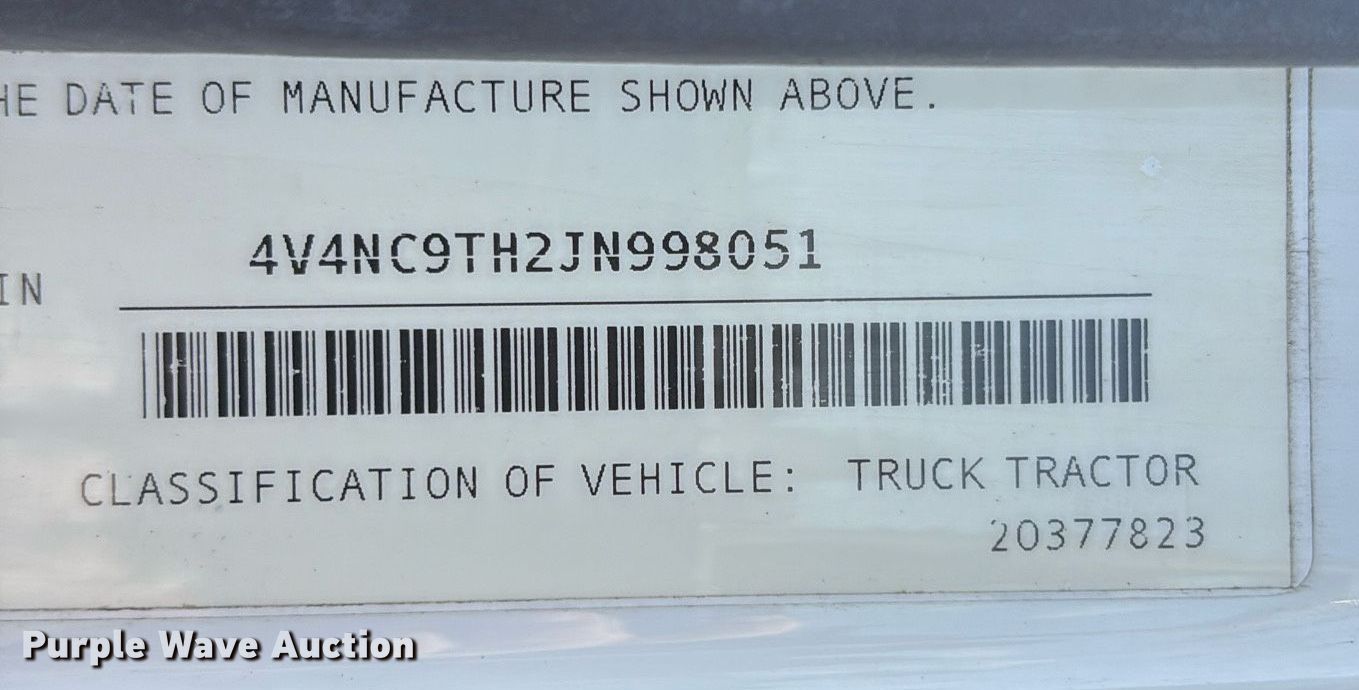 HE DATE OF MANUFACTURE SHOWN ABOVE.
4V4NC9TH2JN998051
IN
CLASSIFICATION OF VEHICLE: TRUCK TRACTOR
20377823
Purple Wave Auction